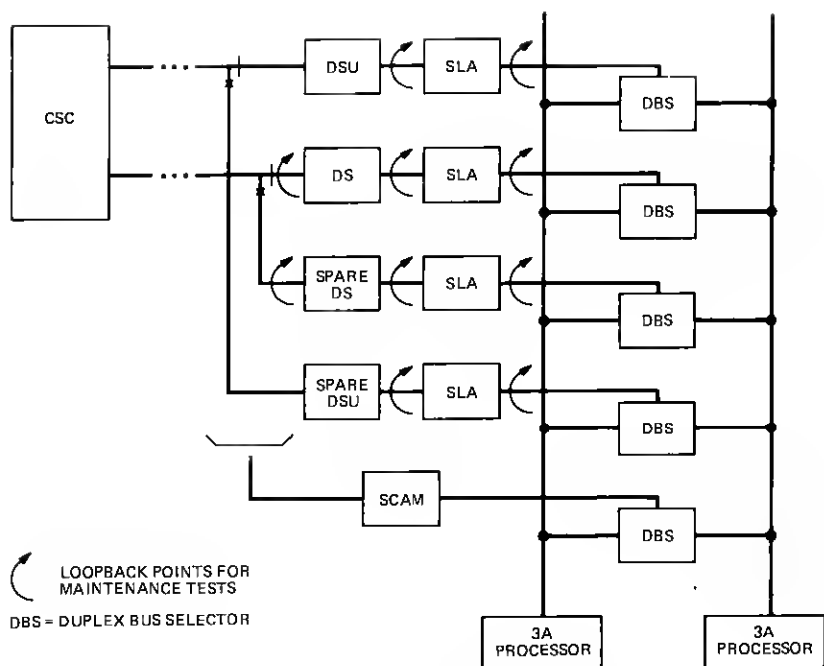 CSC
DSU
SLA
DBS
DS
SLA
DBS
SPARE
DS
SLA
DBS
SPARE
DSU
SLA
DBS
SCAM
DBS
LOOPBACK POINTS FOR
MAINTENANCE TESTS
DBS = DUPLEX BUS SELECTOR
3A
PROCESSOR
3A
PROCESSOR